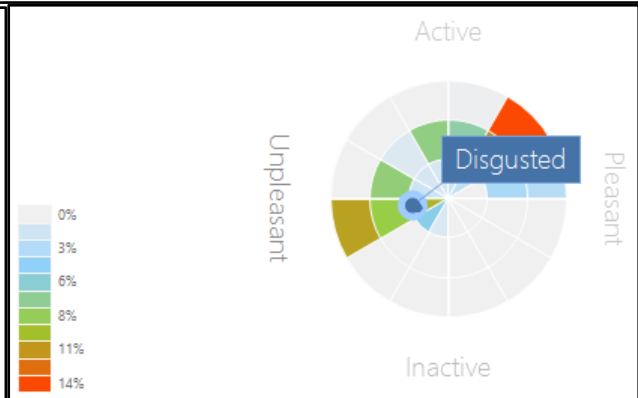 Active
Disgusted
Unpleasant
Pleasant
0%
3%
6%
8%
11%
14%
Inactive